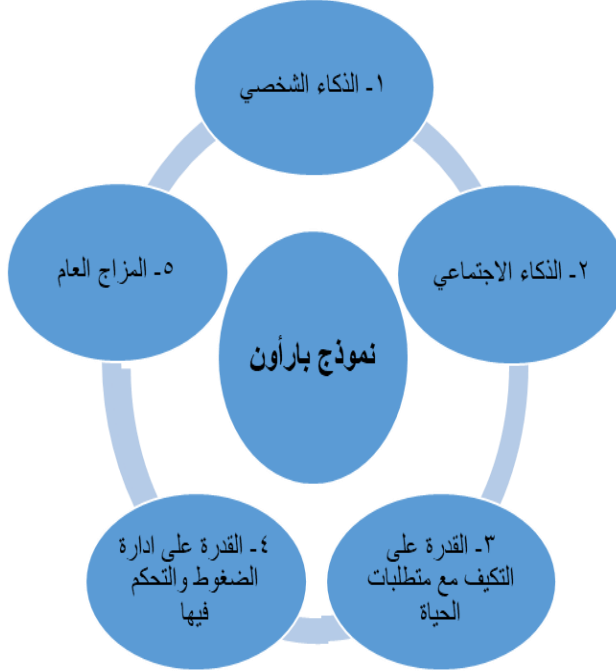 ١- الذكاء الشخصي
٢- الذكاء الاجتماعي
٣- القدرة على
التكيف مع متطلبات
الحياة
٤- القدرة على ادارة
الضغوط والتحكم
فيها
٥- المزاج العام
نموذج بارأون